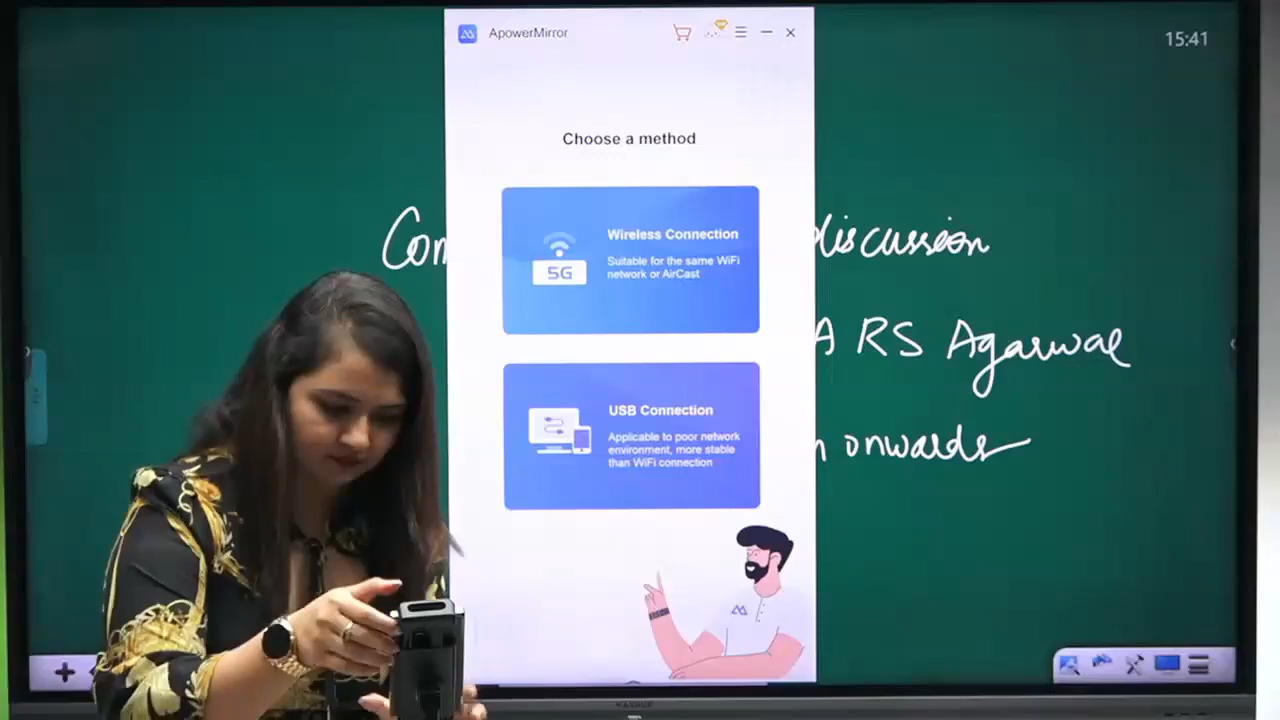 ApowerMirror
15:41
Choose a method
Wireless Connection
Suitable for the same WiFi
network or AirCast
5G
USB Connection
Applicable to poor network
environment, more stable
than WiFi connection
discussion
A RS Agarwal
onwards